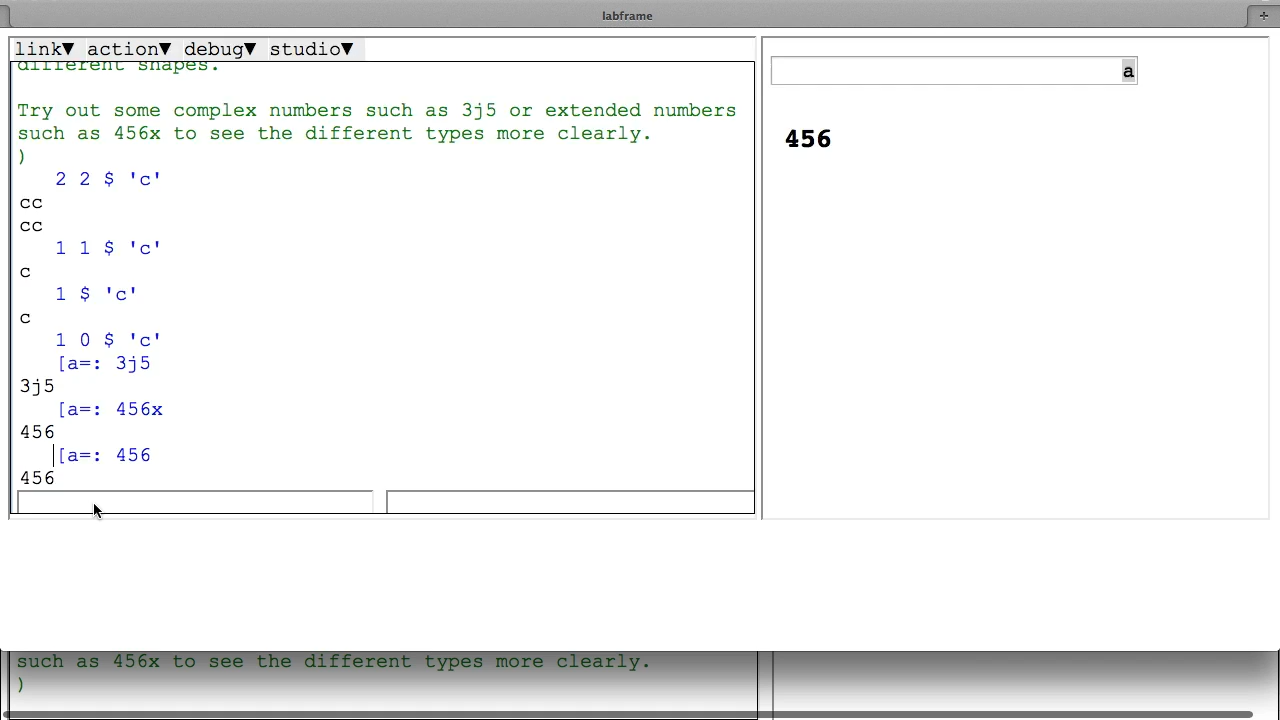 labframe
+
link▼ action▼ debug▼ studio▼
different shapes.
Try out some complex numbers such as 3j5 or extended numbers
such as 456x to see the different types more clearly.
)
2 2 $ 'c'
cc
cc
1 1 $ 'c'
c
1 $ 'c'
c
1 0 $ 'c'
[a=: 3j5
3j5
[a=: 456x
456
[a=: 456
456
a
456
such as 456x to see the different types more clearly.
)